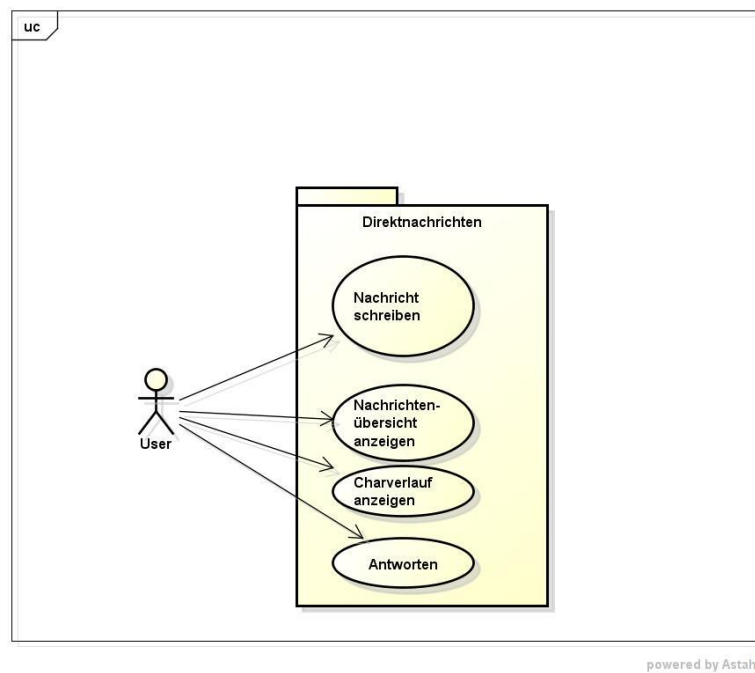 uc
Direktnachrichten
Nachricht
schreiben
Nachrichten-
übersicht
anzeigen
User
Charverlauf
anzeigen
Antworten
powered by Astah